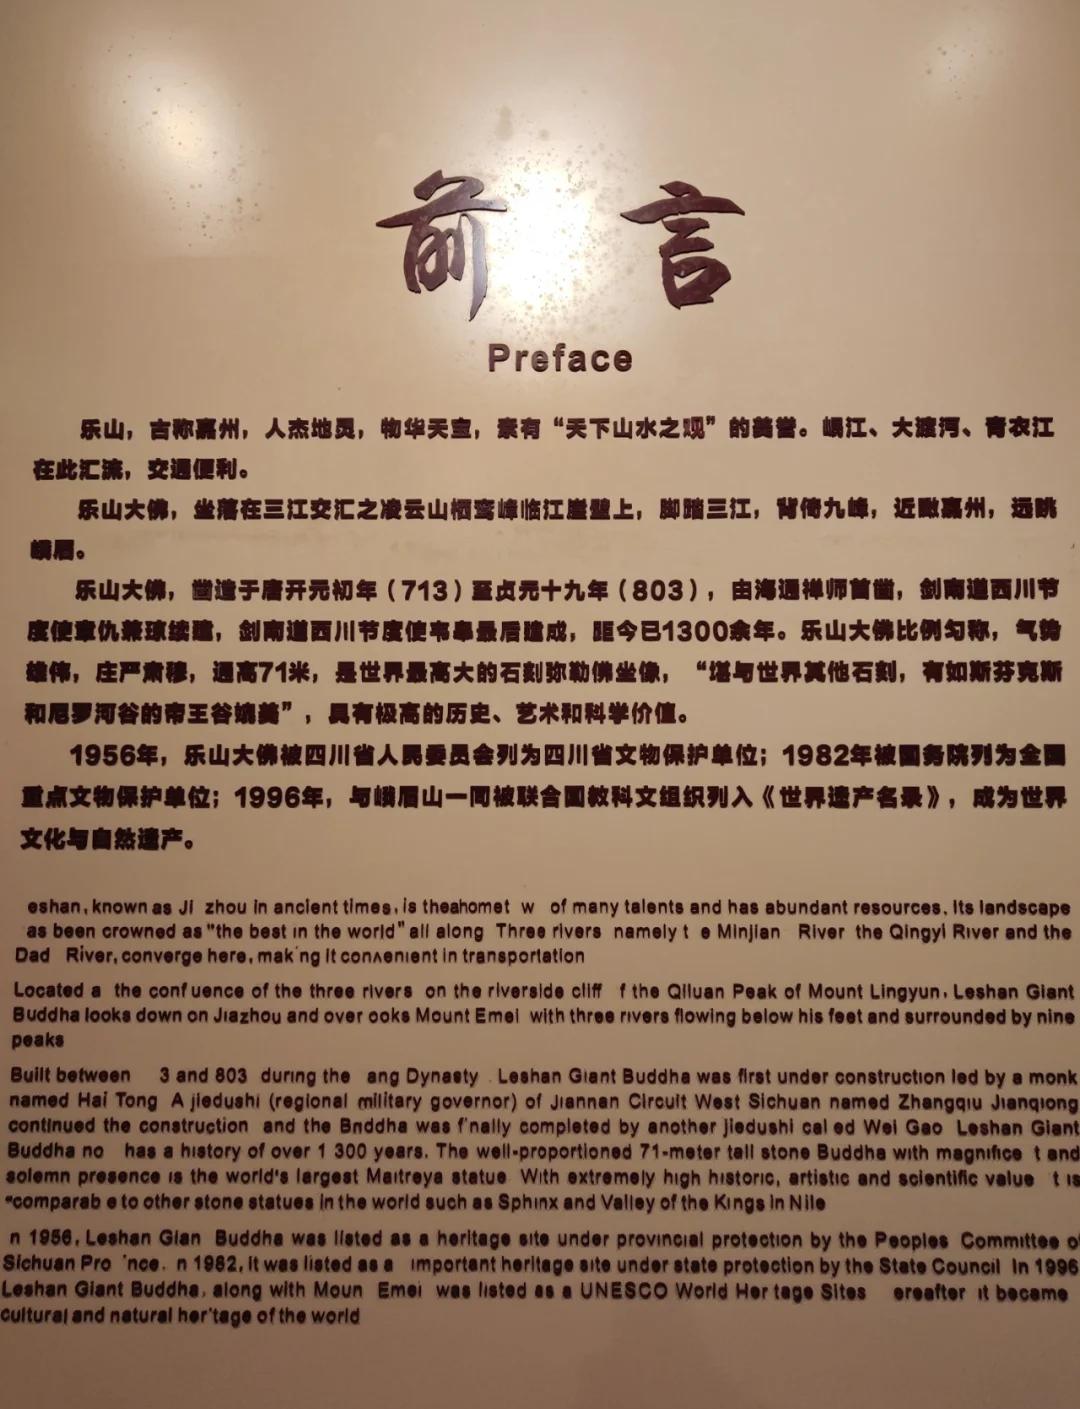 前言
Preface
乐山，古称嘉州，人杰地灵，物华天宝，素有“天下山水之观”的美誉。岷江、大渡河、青衣江
在此汇流，交通便利。
乐山大佛，坐落在三江交汇之凌云山栖鸾峰临江崖壁上，脚踏三江，背倚九峰，近瞰嘉州，远眺
峨眉。
乐山大佛，凿造于唐开元初年（713）至贞元十九年（803），由海通禅师首凿，剑南道西川节
度使章仇兼琼续建，剑南道西川节度使韦皋最后建成，距今已1300余年。乐山大佛比例匀称，气势
雄伟，庄严肃穆，通高71米，是世界最高大的石刻弥勒佛坐像，“堪与世界其他石刻，有如斯芬克斯
和尼罗河谷的帝王谷媲美”，具有极高的历史、艺术和科学价值。
1956年，乐山大佛被四川省人民委员会列为四川省文物保护单位；1982年被国务院列为全国
重点文物保护单位；1996年，与峨眉山一同被联合国教科文组织列入《世界遗产名录》，成为世界
文化与自然遗产。
eshan, known as Ji zhou in ancient times, is theahomet w of many talents and has abundant resources. Its landscape
as been crowned as "the best in the world" all along Three rivers namely t e Minjian River the Qingyi River and the
Dad River, converge here, mak ng it convenient in transportation
Located a the conf uence of the three rivers on the riverside cliff f the Qiluan Peak of Mount Lingyun, Leshan Giant
Buddha looks down on Jiazhou and over ooks Mount Emei with three rivers flowing below his feet and surrounded by nine
peaks
Built between 3 and 803 during the ang Dynasty . Leshan Giant Buddha was first under construction led by a monk
named Hai Tong A jiedushi (regional military governor) of Jiannan Circuit West Sichuan named Zhangqiu Jianqiong
continued the construction and the Bnddha was f nally completed by another jiedushi cal ed Wei Gao Leshan Giant
Buddha no has a history of over 1 300 years. The well-proportioned 71-meter tall stone Buddha with magnifice t and
solemn presence is the world's largest Maitreya statue With extremely high historic, artistic and scientific value t is
comparab e to other stone statues in the world such as Sphinx and Valley of the Kings in Nile
n 1956, Leshan Gian Buddha was listed as a heritage site under provincial protection by the Peoples Committee of
Sichuan Pro nce. n 1982, it was listed as a important heritage site under state protection by the State Council In 1996
Leshan Giant Buddha, along with Moun Emei was listed as a UNESCO World Her tage Sites ereafter it became
cultural and natural her tage of the world